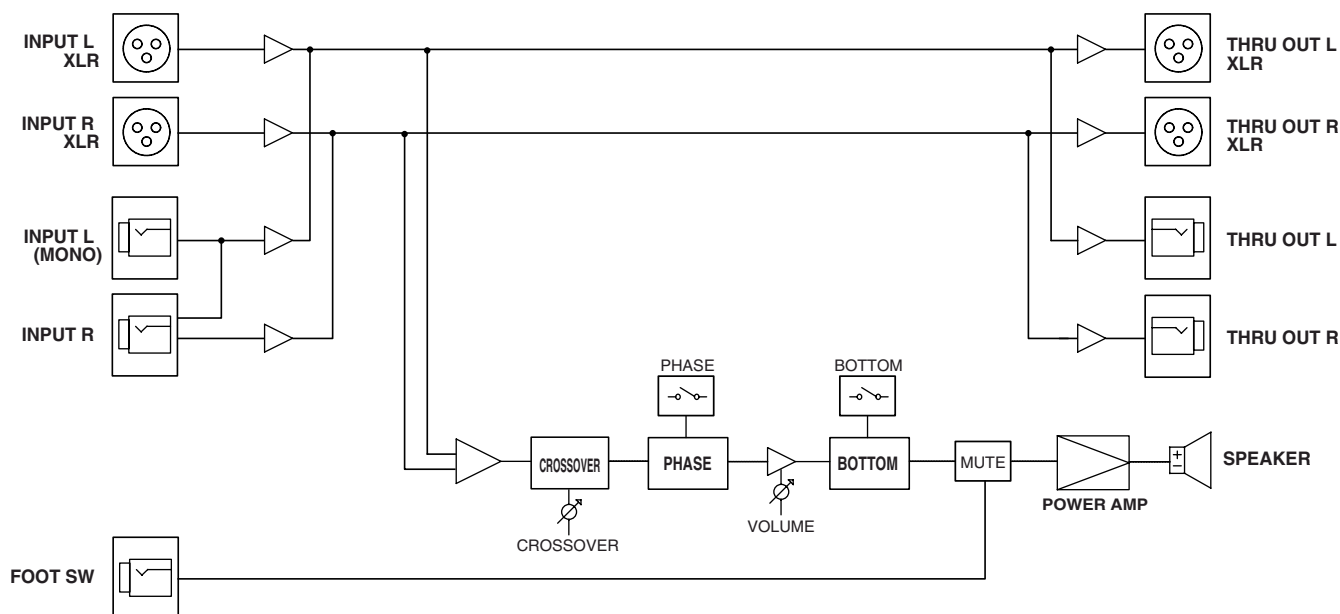 INPUT L
XLR
THRU OUT L
XLR
INPUT R
XLR
THRU OUT R
XLR
INPUT L
(MONO)
THRU OUT L
INPUT R
THRU OUT R
PHASE
BOTTOM
CROSSOVER
PHASE
BOTTOM
MUTE
+
−
SPEAKER
POWER AMP
VOLUME
CROSSOVER
FOOT SW